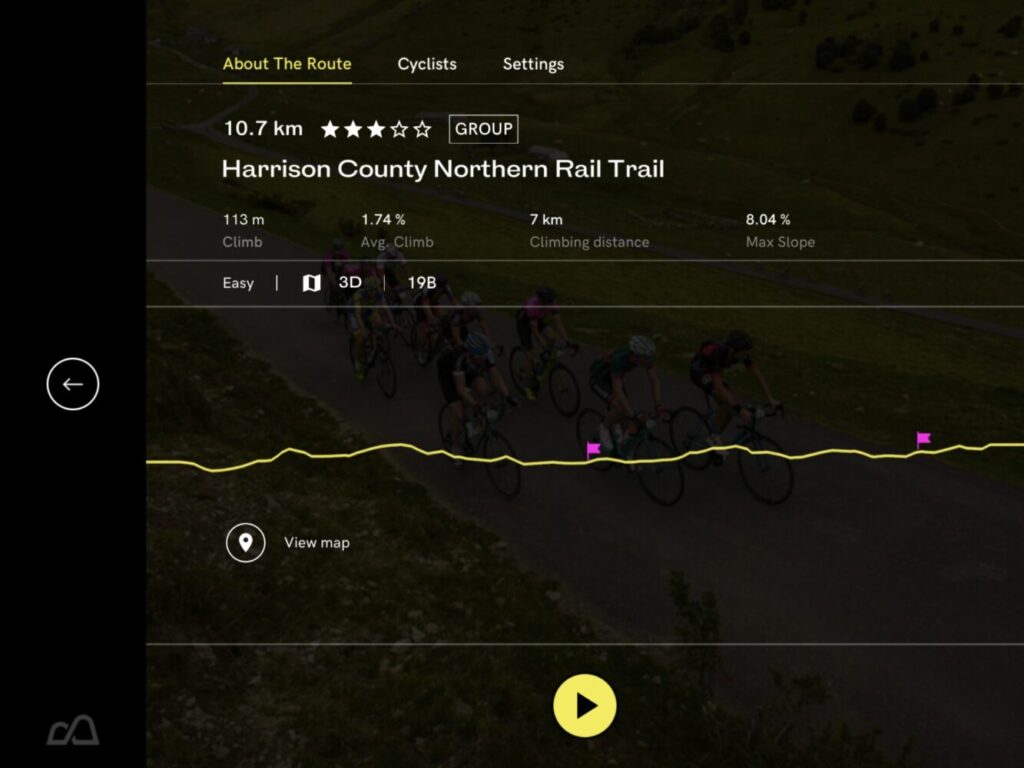 About The Route Cyclists Settings
10.7 km GROUP
Harrison County Northern Rail Trail
113 m 1.74 % 7 km 8.04 %
Climb Avg. Climb Climbing distance Max Slope
Easy | 3D | 19B
View map